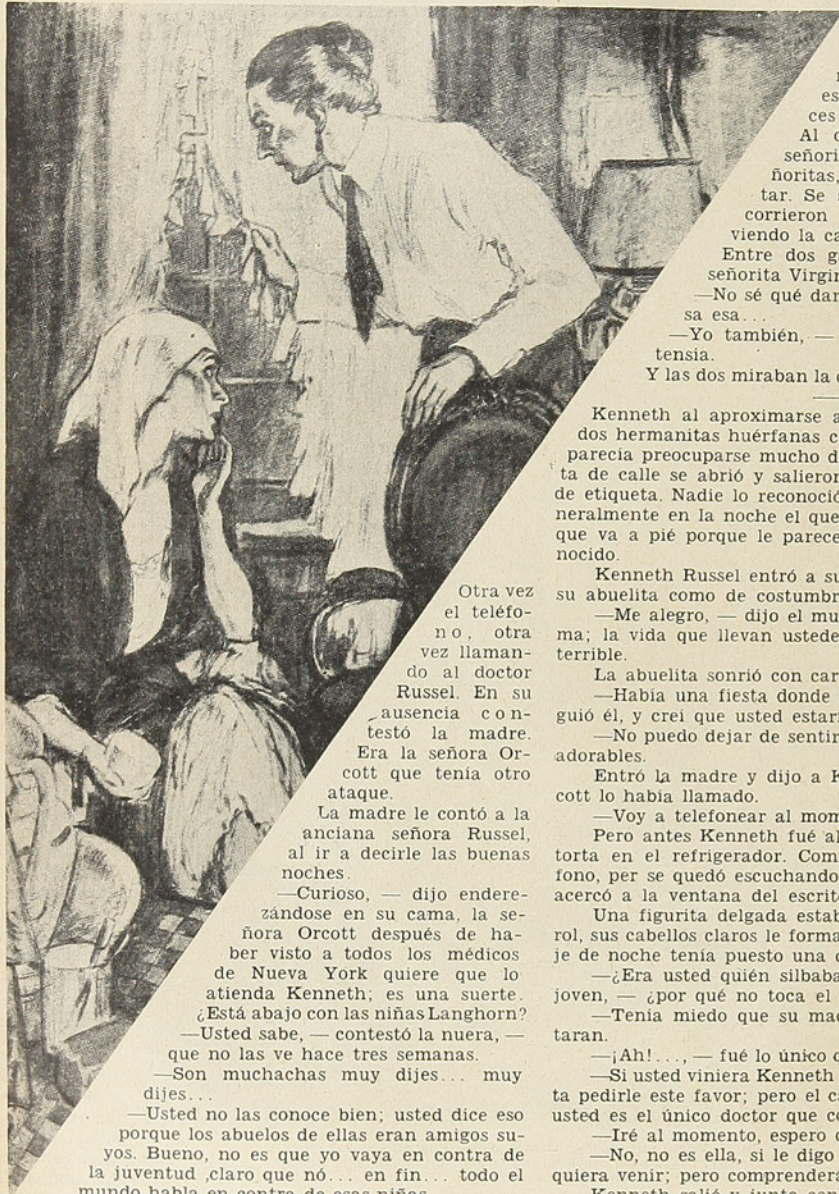 Otra vez
el teléfo-
no, otra
vez llaman-
do al doctor
Russel. En su
ausencia con-
testó la madre.
Era la señora Or-
cott que tenía otro
ataque.
La madre le contó a la
anciana señora Russel,
al ir a decirle las buenas
noches.
—Curioso, — dijo endere-
zándose en su cama, la se-
ñora Orcott después de ha-
ber visto a todos los médicos
de Nueva York quiere que lo
atienda Kenneth; es una suerte.
¿Está abajo con las niñas Langhorn?
—Usted sabe, — contestó la nuera, —
que no las ve hace tres semanas.
—Son muchachas muy dijes... muy
dijes...
—Usted no las conoce bien; usted dice eso
porque los abuelos de ellas eran amigos su-
yos. Bueno, no es que yo vaya en contra de
la juventud ,claro que nó... en fin... todo el
mundo habla en contra de esas niñas.
es
ces
Al
señori
ñoritas,
tar. Se
corrieron
viendo la ca
Entre dos g
señorita Virgin
—No sé qué dar
sa esa...
—Yo también, —
tensia.
Y las dos miraban la
Kenneth al aproximarse a
dos hermanitas huérfanas c
parecia preocuparse mucho d
ta de calle se abrió y salieron
de etiqueta. Nadie lo reconoció
neralmente en la noche el que
que va a pié porque le parece
nocido.
Kenneth Russel entró a su
su abuelita como de costumbr
—Me alegro, — dijo el mu
ma; la vida que llevan ustede
terrible.
La abuelita sonrió con car
—Había una fiesta donde
guió él, y crei que usted estarí
—No puedo dejar de sentir
adorables.
Entró la madre y dijo a K
cott lo había llamado.
—Voy a telefonear al mom
Pero antes Kenneth fué al
torta en el refrigerador. Com
fono, per se quedó escuchando
acercó a la ventana del escrito
Una figurita delgada estab
rol, sus cabellos claros le forma
je de noche tenía puesto una c
—¿Era usted quién silbaba
joven, — ¿por qué no toca el
—Tenía miedo que su mad
taran.
—¡Ah!..., — fué lo único q
—Si usted viniera Kenneth
ta pedirle este favor; pero el ca
usted es el único doctor que co
—Iré al momento, espero
—No, no es ella, si le digo
quiera venir; pero comprenderá
Kenneth salió y junto con